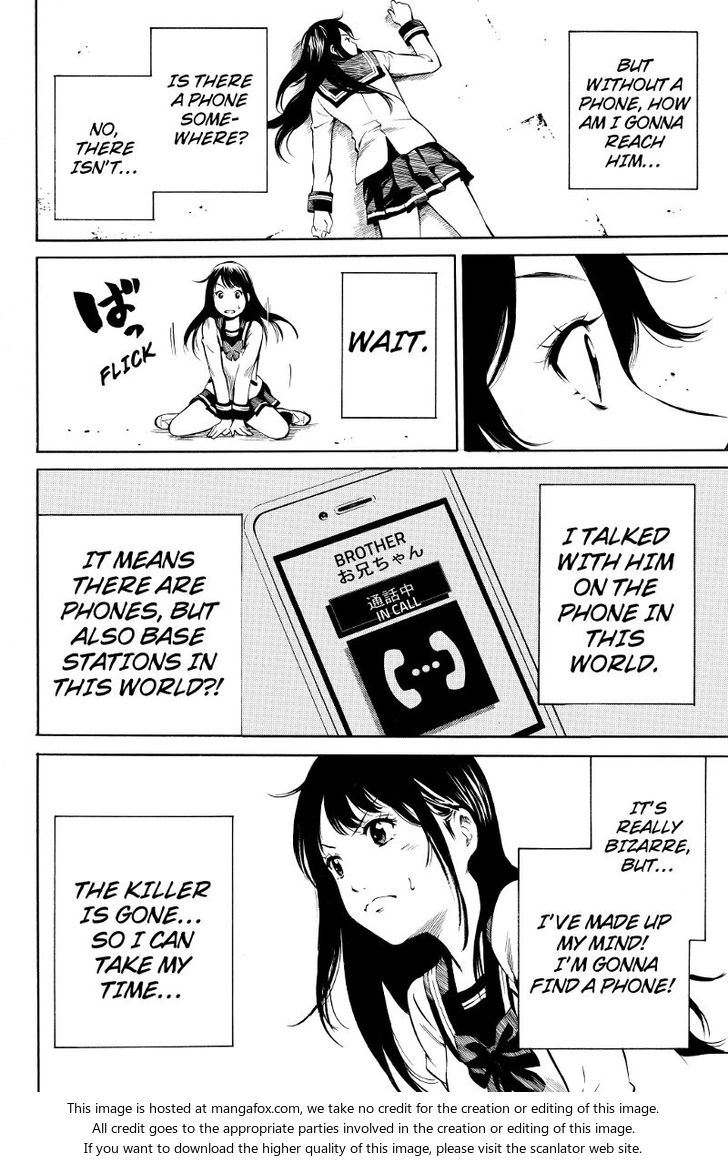 BUT
WITHOUT A
PHONE, HOW
AM I GONNA
REACH
HIM...
IS THERE
A PHONE
SOME-
WHERE?
NO,
THERE
ISN'T...
WAIT.
ばっ
FLICK
I TALKED
WITH HIM
ON THE
PHONE IN
THIS
WORLD.
BROTHER
お兄ちゃん
通話中
IN CALL
IT MEANS
THERE ARE
PHONES, BUT
ALSO BASE
STATIONS IN
THIS WORLD?!
IT'S
REALLY
BIZARRE,
BUT...
I'VE MADE UP
MY MIND!
I'M GONNA
FIND A PHONE!
THE KILLER
IS GONE...
SO I CAN
TAKE MY
TIME...
This image is hosted at mangafox.com, we take no credit for the creation or editing of this image.
All credit goes to the appropriate parties involved in the creation or editing of this image.
If you want to download the higher quality of this image, please visit the scanlator web site.